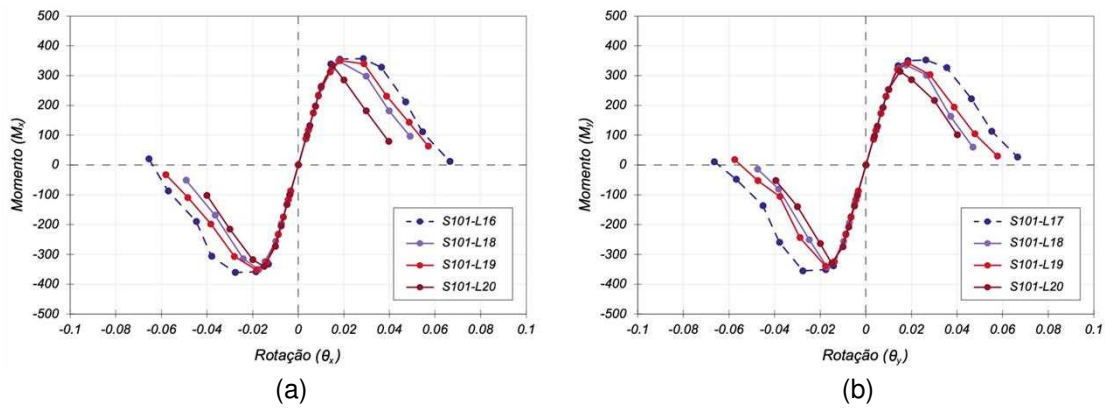 500
400
300
200
100
0
-100
-200
-300
-400
-500
Momento (Mx)
-0.1 -0.08 -0.06 -0.04 -0.02 0 0.02 0.04 0.06 0.08 0.1
Rotação (θx)
S101-L16
S101-L18
S101-L19
S101-L20
(a)
500
400
300
200
100
0
-100
-200
-300
-400
-500
Momento (My)
-0.1 -0.08 -0.06 -0.04 -0.02 0 0.02 0.04 0.06 0.08 0.1
Rotação (θy)
S101-L17
S101-L18
S101-L19
S101-L20
(b)